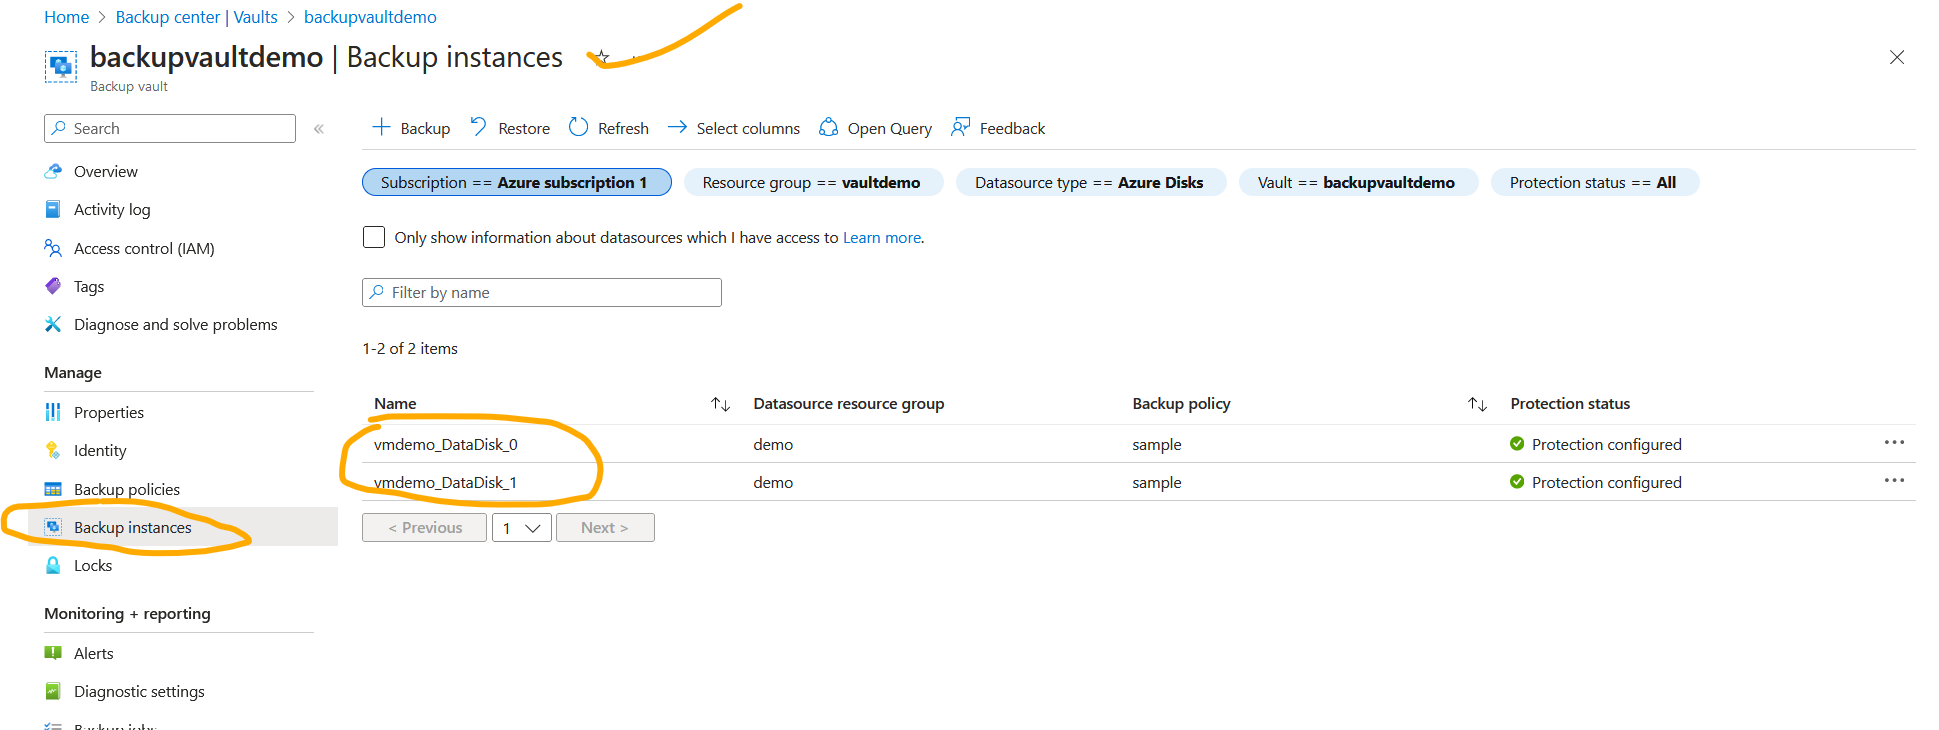 Home > Backup center | Vaults > backupvaultdemo
backupvaultdemo | Backup instances
Backup vault
Search
Overview
Activity log
Access control (IAM)
Tags
Diagnose and solve problems
Manage
Properties
Identity
Backup policies
Backup instances
Locks
Monitoring + reporting
Alerts
Diagnostic settings
Backup jobs
Backup Restore Refresh Select columns Open Query Feedback
Subscription == Azure subscription 1 Resource group == vaultdemo Datasource type == Azure Disks Vault == backupvaultdemo Protection status == All
Only show information about datasources which I have access to Learn more.
Filter by name
1-2 of 2 items
Name Datasource resource group Backup policy Protection status
vmdemo_DataDisk_0 demo sample Protection configured
vmdemo_DataDisk_1 demo sample Protection configured
< Previous 1 Next >